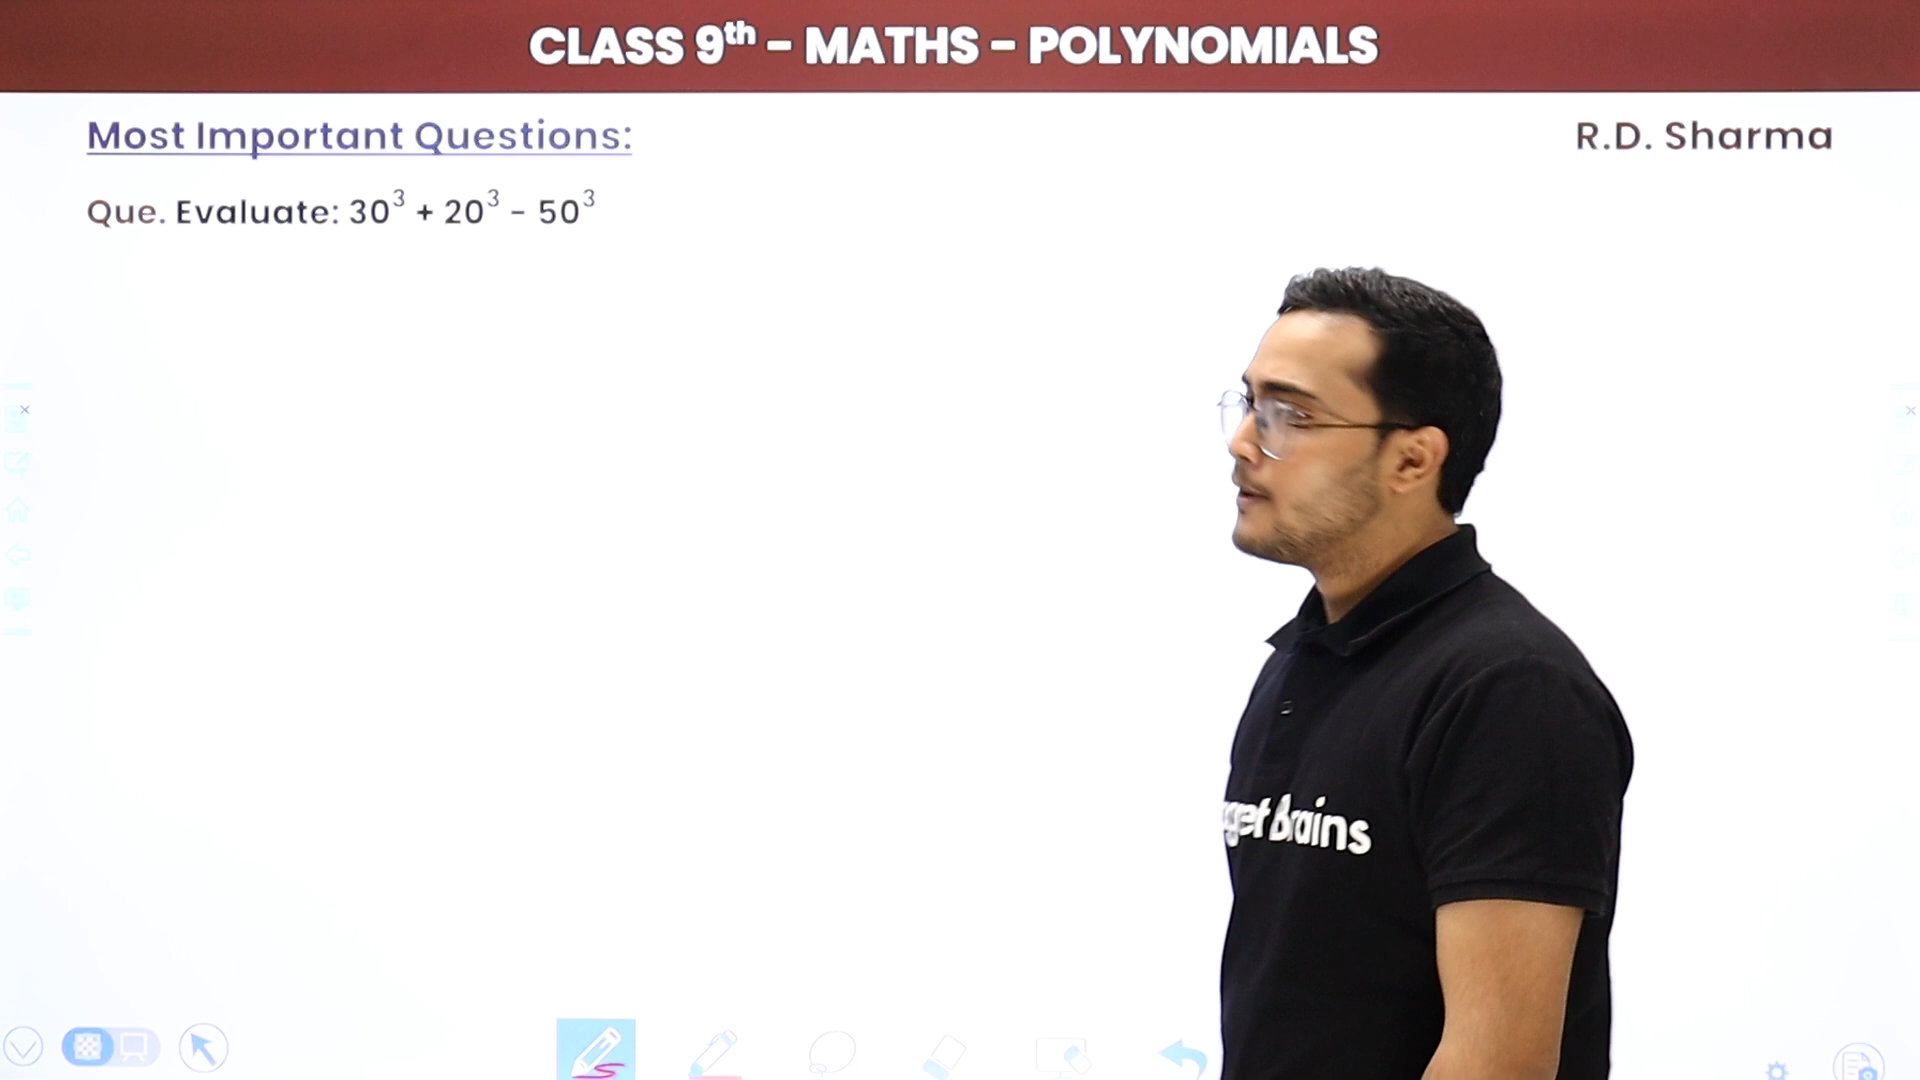 CLASS 9th – MATHS – POLYNOMIALS
Most Important Questions:
R.D. Sharma
Que. Evaluate: 30³ + 20³ - 50³
Brains